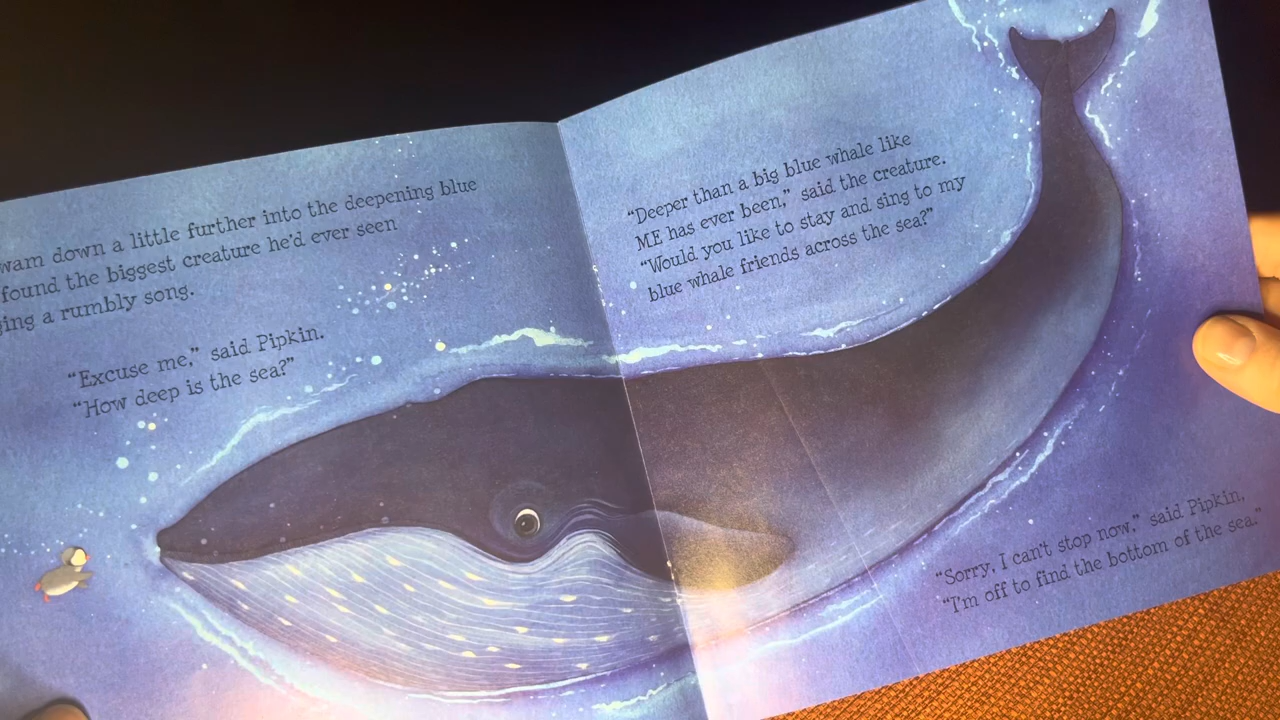 down a little further into the deepening blue
found the biggest creature he'd ever seen
a rumbly song.
"Excuse me," said Pipkin.
"How deep is the sea?"
"Deeper than a big blue whale like
ME has ever been," said the creature.
"Would you like to stay and sing to my
blue whale friends across the sea?"
"Sorry, I can't stop now," said Pipkin,
"I'm off to find the bottom of the sea."